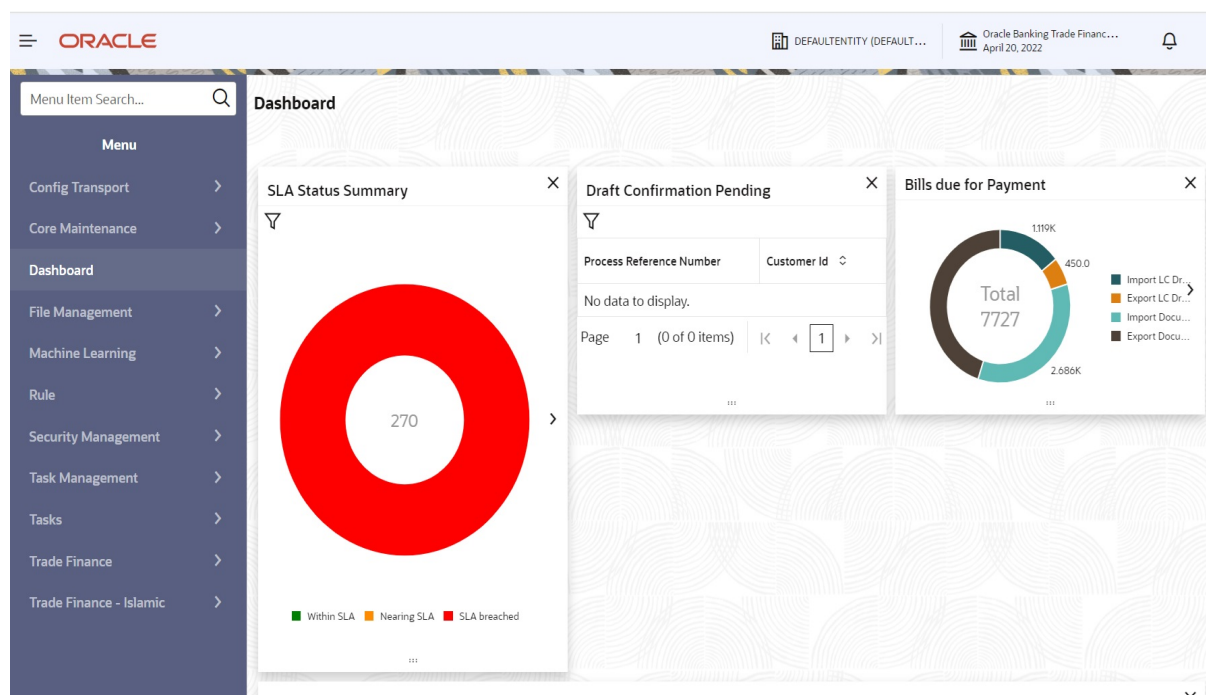 ORACLE
DEFAULTENTITY (DEFAULT...
Oracle Banking Trade Financ...
April 20, 2022
Menu Item Search...
Menu
Config Transport
Core Maintenance
Dashboard
File Management
Machine Learning
Rule
Security Management
Task Management
Tasks
Trade Finance
Trade Finance - Islamic
Dashboard
SLA Status Summary
270
Within SLA Nearing SLA SLA breached
Draft Confirmation Pending
Process Reference Number Customer Id
No data to display.
Page 1 (0 of 0 items) 1
Bills due for Payment
1.119K
450.0
2.686K
Total
7727
Import LC Dr...
Export LC Dr...
Import Docu...
Export Docu...